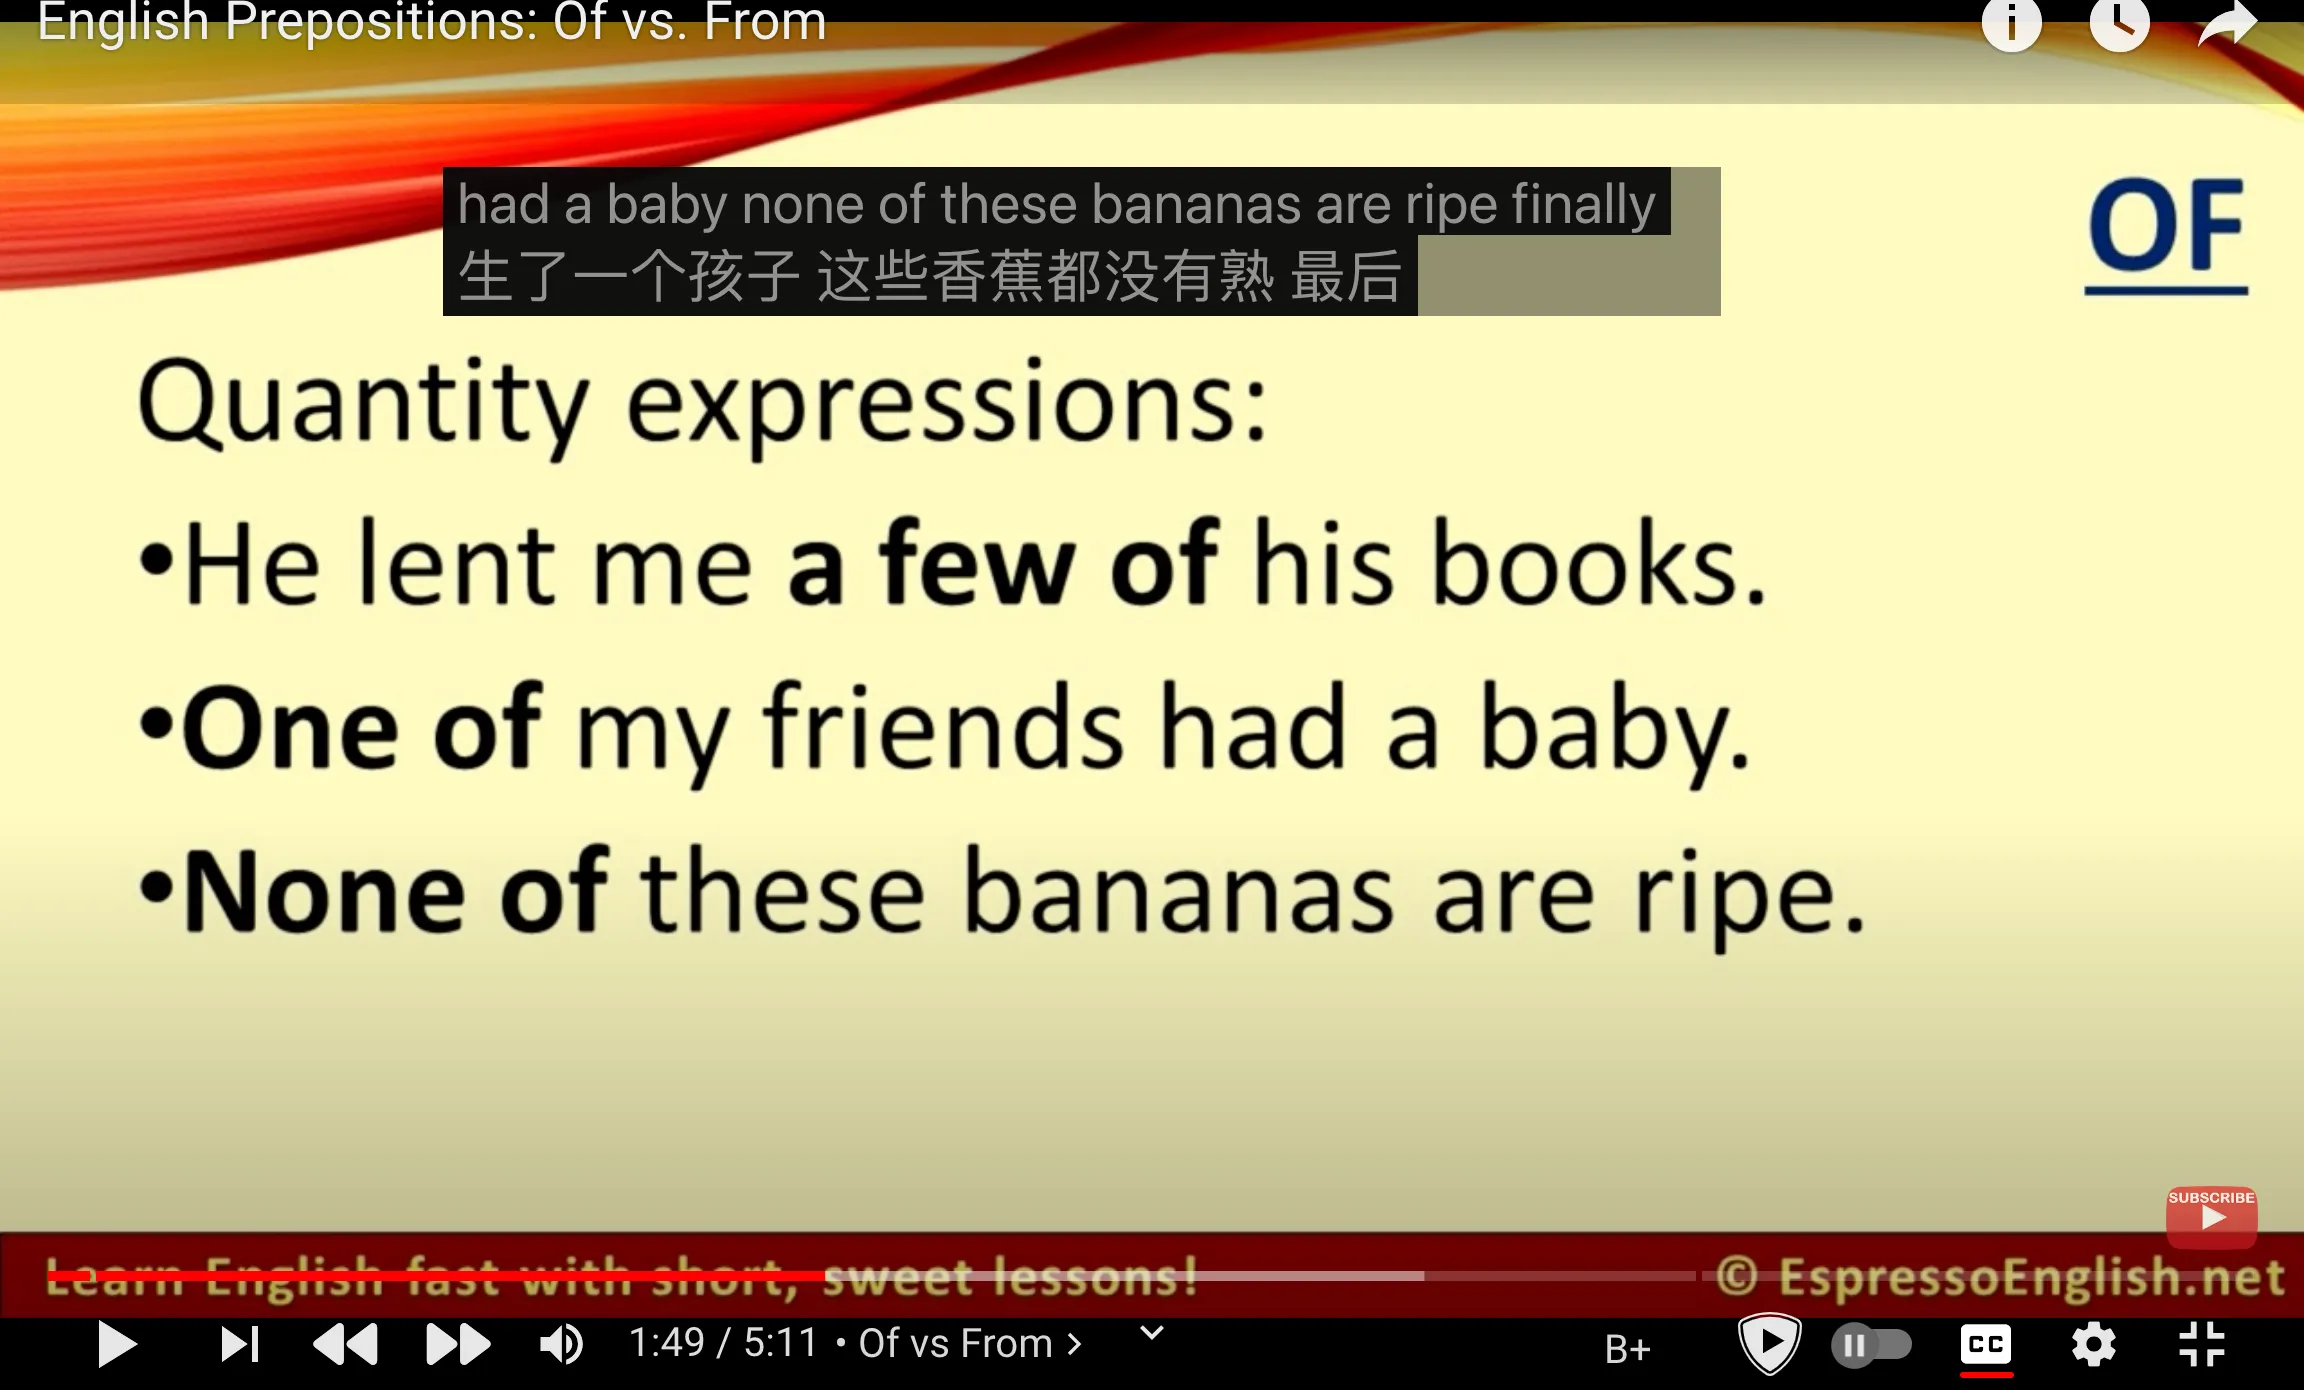 English Prepositions: Of vs. From
had a baby none of these bananas are ripe finally
生了一个孩子 这些香蕉都没有熟 最后
OF
Quantity expressions:
•He lent me a few of his books.
•One of my friends had a baby.
•None of these bananas are ripe.
SUBSCRIBE
Learn English fast with short, sweet lessons!
© EspressoEnglish.net
1:49 / 5:11 • Of vs From >
B+
CC